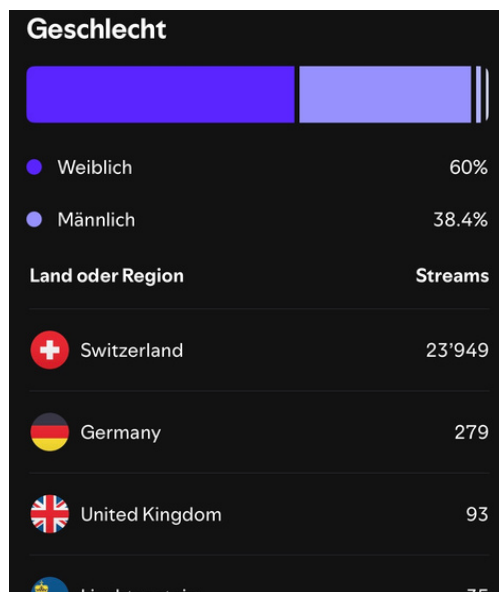 Geschlecht
Weiblich 60%
Männlich 38.4%
Land oder Region Streams
Switzerland 23’949
Germany 279
United Kingdom 93